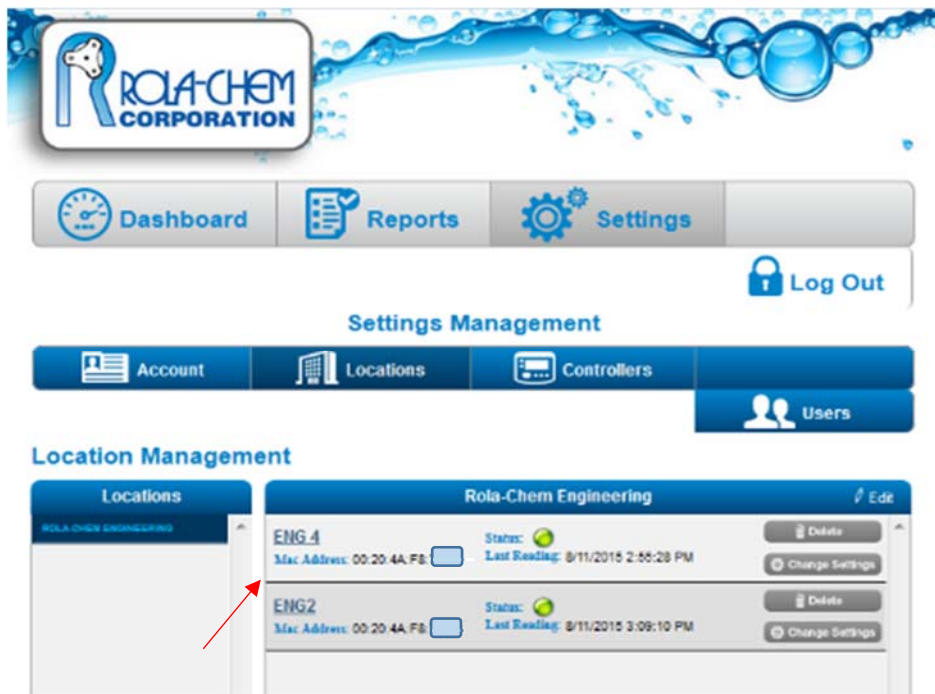 ROLA-CHEM
CORPORATION
Dashboard
Reports
Settings
Log Out
Settings Management
Account
Locations
Controllers
Users
Location Management
Locations
Rola-Chem Engineering
Edit
ROLA-CHEM ENGINEERING
ENG 4
Status:
Delete
Mac Address: 00:20:4A:F8:
Last Reading: 8/11/2015 2:55:28 PM
Change Settings
ENG2
Status:
Delete
Mac Address: 00:20:4A:F8:
Last Reading: 8/11/2015 3:09:10 PM
Change Settings